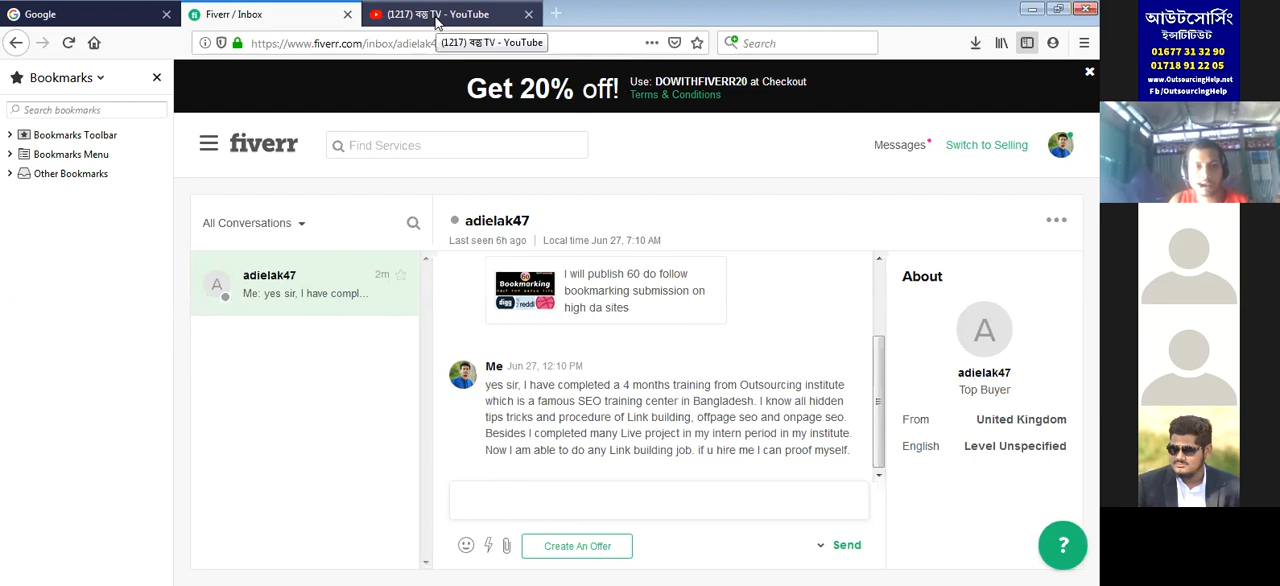 Google
Fiverr / Inbox
(1217) বন্ধু TV - YouTube
https://www.fiverr.com/inbox/adielak4
(1217) বন্ধু TV - YouTube
Search
Bookmarks
Search bookmarks
Bookmarks Toolbar
Bookmarks Menu
Other Bookmarks
Get 20% off!
Use: DOWITHFIVERR20 at Checkout
Terms & Conditions
fiverr
Find Services
Messages
Switch to Selling
All Conversations
adielak47
2m
Me: yes sir, I have compl...
adielak47
Last seen 6h ago | Local time Jun 27, 7:10 AM
60
Bookmarking
digg
reddi
I will publish 60 do follow
bookmarking submission on
high da sites
Me Jun 27, 12:10 PM
yes sir, I have completed a 4 months training from Outsourcing institute
which is a famous SEO training center in Bangladesh. I know all hidden
tips tricks and procedure of Link building, offpage seo and onpage seo.
Besides I completed many Live project in my intern period in my institute.
Now I am able to do any Link building job. if u hire me I can proof myself.
Create An Offer
Send
About
A
adielak47
Top Buyer
From United Kingdom
English Level Unspecified
?
আউটসোর্সিং
ইন্সটিটিউট
01677 31 32 90
01718 91 22 05
www.OutsourcingHelp.net
Fb/OutsourcingHelp